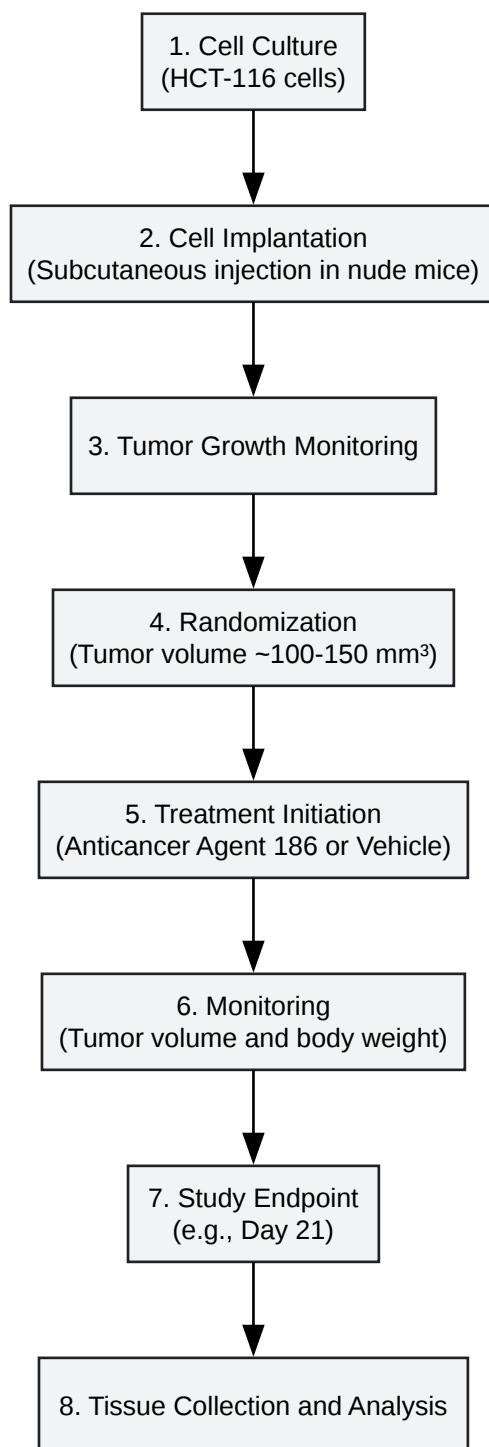 1. Cell Culture
(HCT-116 cells)
2. Cell Implantation
(Subcutaneous injection in nude mice)
3. Tumor Growth Monitoring
4. Randomization
(Tumor volume ~100-150 mm³)
5. Treatment Initiation
(Anticancer Agent 186 or Vehicle)
6. Monitoring
(Tumor volume and body weight)
7. Study Endpoint
(e.g., Day 21)
8. Tissue Collection and Analysis